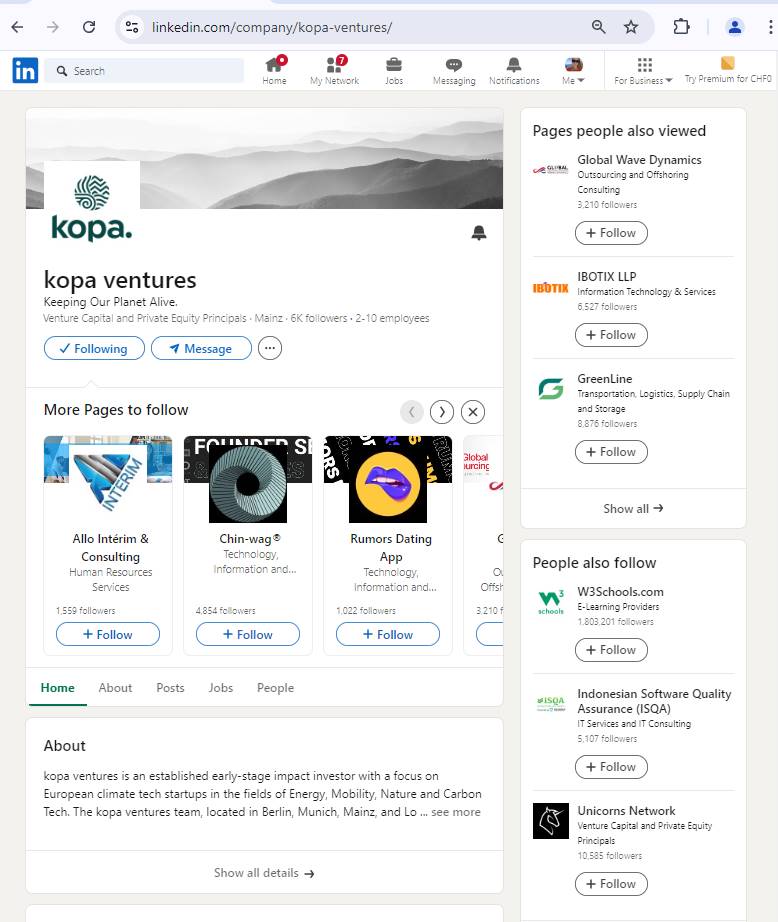 linkedin.com/company/kopa-ventures/
in
Search
Home
7
My Network
Jobs
Messaging
Notifications
Me
For Business
Try Premium for CHF0
kopa.
kopa ventures
Keeping Our Planet Alive.
Venture Capital and Private Equity Principals · Mainz · 6K followers · 2-10 employees
Following
Message
More Pages to follow
INTERIM
Allo Intérim &
Consulting
Human Resources
Services
1,559 followers
+ Follow
FOUNDER SE
Chin-wag®
Technology,
Information and...
4,854 followers
+ Follow
Rumors Dating
App
Technology,
Information and...
1,022 followers
+ Follow
Global
3,210 f
Home
About
Posts
Jobs
People
About
kopa ventures is an established early-stage impact investor with a focus on
European climate tech startups in the fields of Energy, Mobility, Nature and Carbon
Tech. The kopa ventures team, located in Berlin, Munich, Mainz, and Lo ... see more
Show all details →
Pages people also viewed
GLOBAL
Global Wave Dynamics
Outsourcing and Offshoring
Consulting
3,210 followers
+ Follow
IBOTIX
IBOTIX LLP
Information Technology & Services
6,527 followers
+ Follow
GreenLine
Transportation, Logistics, Supply Chain
and Storage
8,876 followers
+ Follow
Show all →
People also follow
W3
schools
W3Schools.com
E-Learning Providers
1,803,201 followers
+ Follow
ISQA
Indonesian Software Quality
Assurance (ISQA)
IT Services and IT Consulting
5,107 followers
+ Follow
Unicorns Network
Venture Capital and Private Equity
Principals
10,585 followers
+ Follow